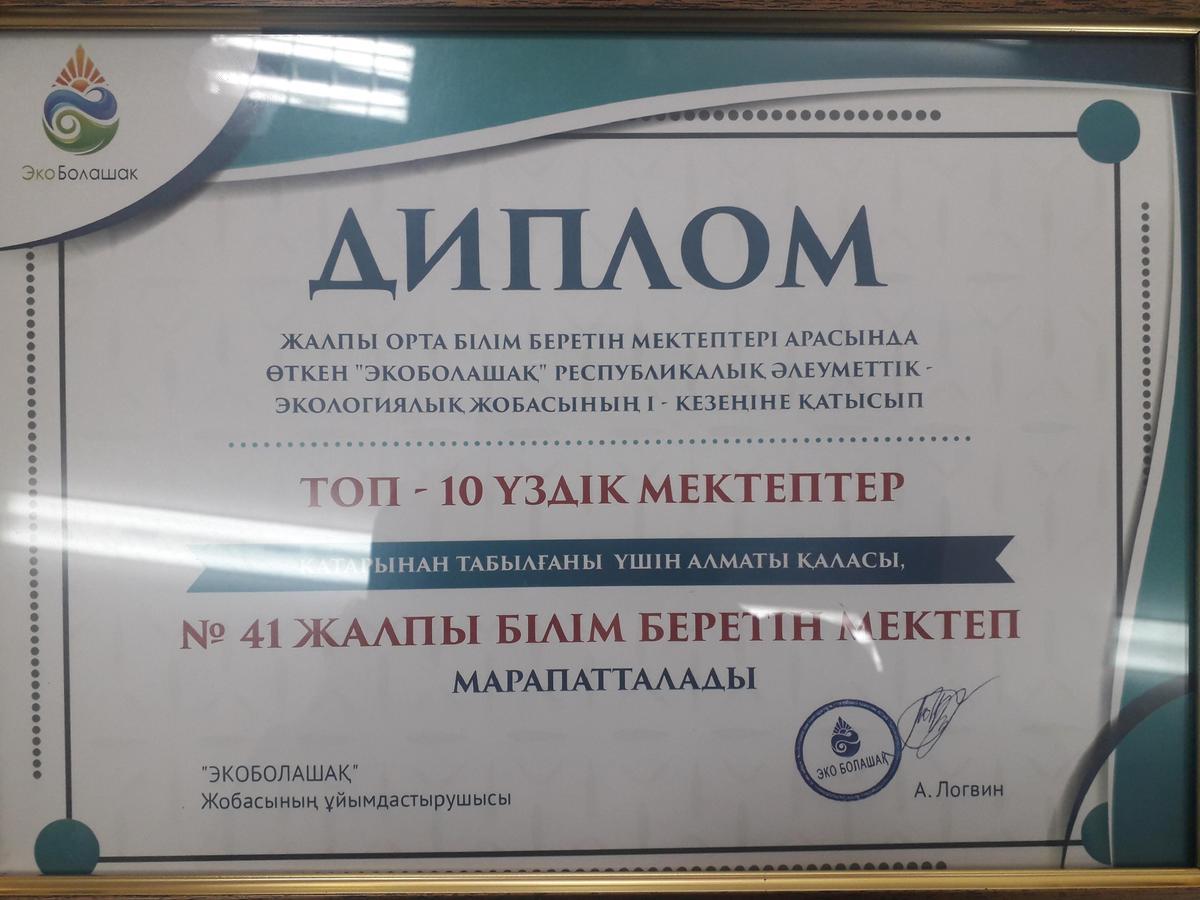 ЭкоБолашак
ДИПЛОМ
ЖАЛПЫ ОРТА БІЛІМ БЕРЕТІН МЕКТЕПТЕРІ АРАСЫНДА
ӨТКЕН "ЭКОБОЛАШАҚ" РЕСПУБЛИКАЛЫҚ ӘЛЕУМЕТТІК -
ЭКОЛОГИЯЛЫҚ ЖОБАСЫНЫҢ І - КЕЗЕҢІНЕ ҚАТЫСЫП
ТОП - 10 ҮЗДІК МЕКТЕПТЕР
ҚАТАРЫНАН ТАБЫЛҒАНЫ ҮШІН АЛМАТЫ ҚАЛАСЫ,
№ 41 ЖАЛПЫ БІЛІМ БЕРЕТІН МЕКТЕП
МАРАПАТТАЛАДЫ
ЭКО БОЛАШАҚ
"ЭКОБОЛАШАҚ"
Жобасының ұйымдастырушысы
А. Логвин